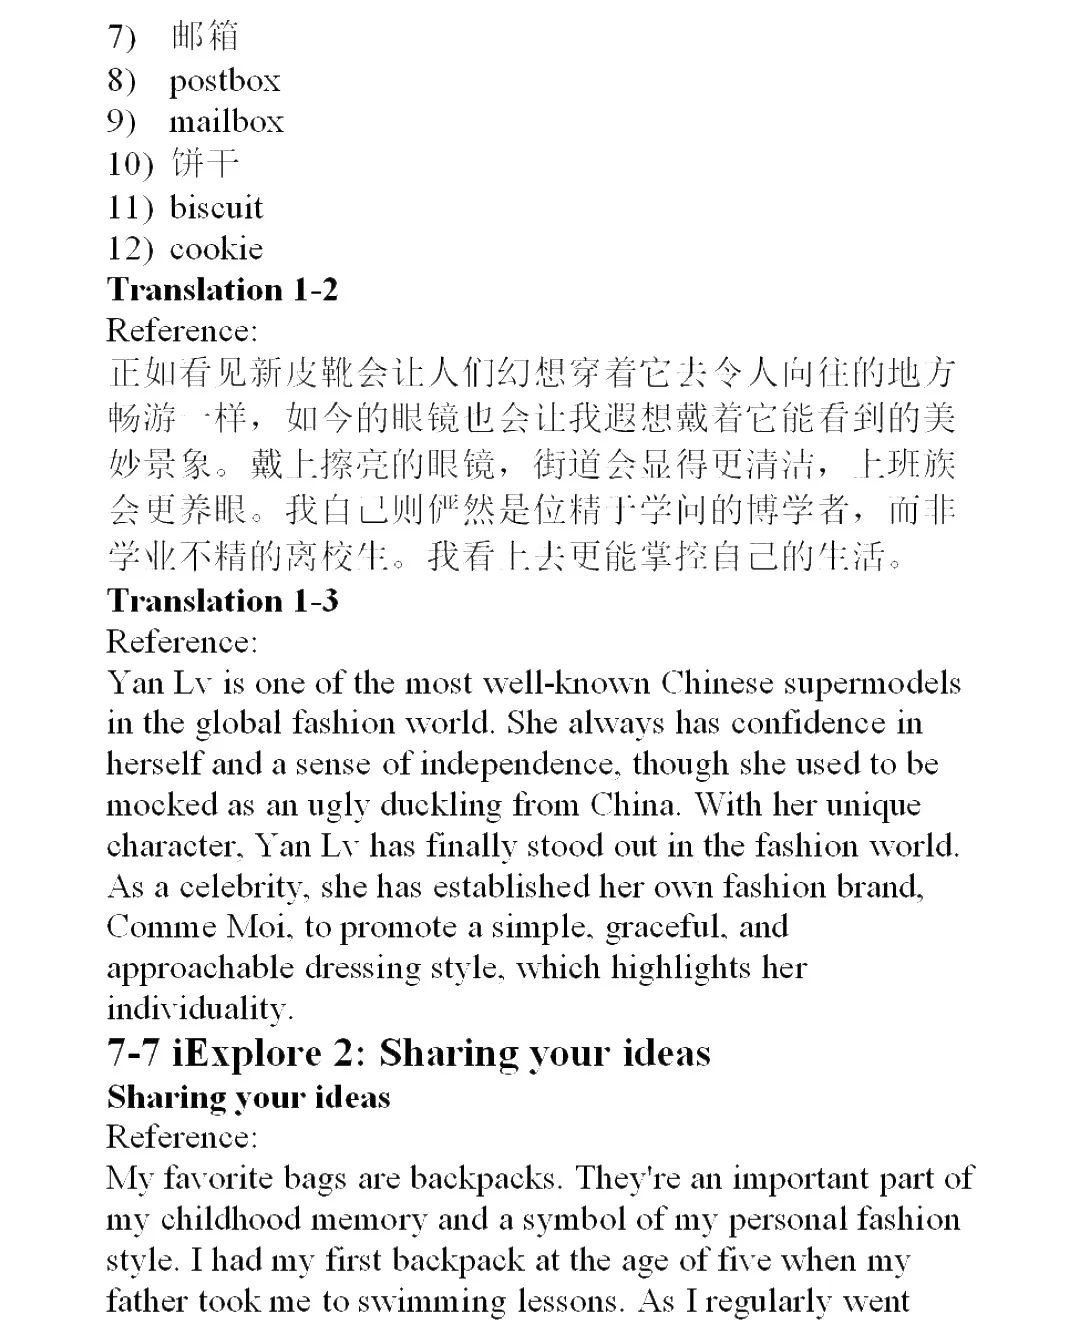 7) 邮箱
8) postbox
9) mailbox
10) 饼干
11) biscuit
12) cookie
Translation 1-2
Reference:
正如看见新皮靴会让人们幻想穿着它去令人向往的地方
畅游一样，如今的眼镜也会让我遐想戴着它能看到的美
妙景象。戴上擦亮的眼镜，街道会显得更清洁，上班族
会更养眼。我自己则俨然是位精于学问的博学者，而非
学业不精的离校生。我看上去更能掌控自己的生活。
Translation 1-3
Reference:
Yan Lv is one of the most well-known Chinese supermodels
in the global fashion world. She always has confidence in
herself and a sense of independence, though she used to be
mocked as an ugly duckling from China. With her unique
character, Yan Lv has finally stood out in the fashion world.
As a celebrity, she has established her own fashion brand,
Comme Moi, to promote a simple, graceful, and
approachable dressing style, which highlights her
individuality.
7-7 iExplore 2: Sharing your ideas
Sharing your ideas
Reference:
My favorite bags are backpacks. They're an important part of
my childhood memory and a symbol of my personal fashion
style. I had my first backpack at the age of five when my
father took me to swimming lessons. As I regularly went